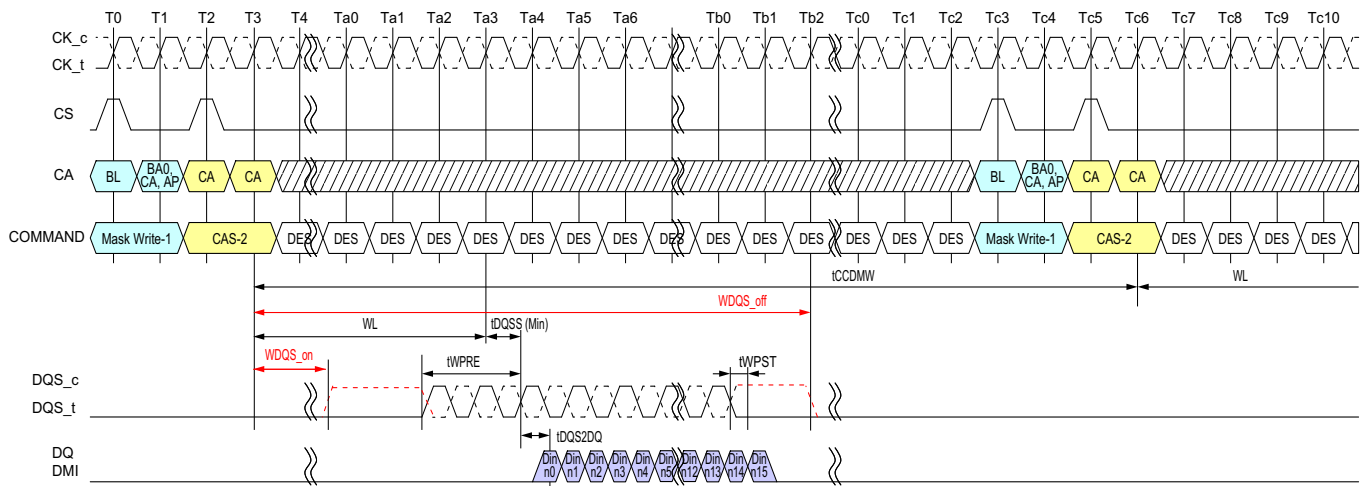 T0 T1 T2 T3 T4 Ta0 Ta1 Ta2 Ta3 Ta4 Ta5 Ta6 Tb0 Tb1 Tb2 Tc0 Tc1 Tc2 Tc3 Tc4 Tc5 Tc6 Tc7 Tc8 Tc9 Tc10
CK_c
CK_t
CS
CA BL BA0, CA, AP CA CA BL BA0, CA, AP CA CA
COMMAND Mask Write-1 CAS-2 DES DES DES DES DES DES DES DES DES DES DES DES DES DES DES Mask Write-1 CAS-2 DES DES DES DES
tCCDMW WL
WDQS_off
WL tDQSS (Min)
WDQS_on tWPRE tWPST
DQS_c
DQS_t
tDQS2DQ
DQ
DMI
Din n0 Din n1 Din n2 Din n3 Din n4 Din n5 Din n12 Din n13 Din n14 Din n15